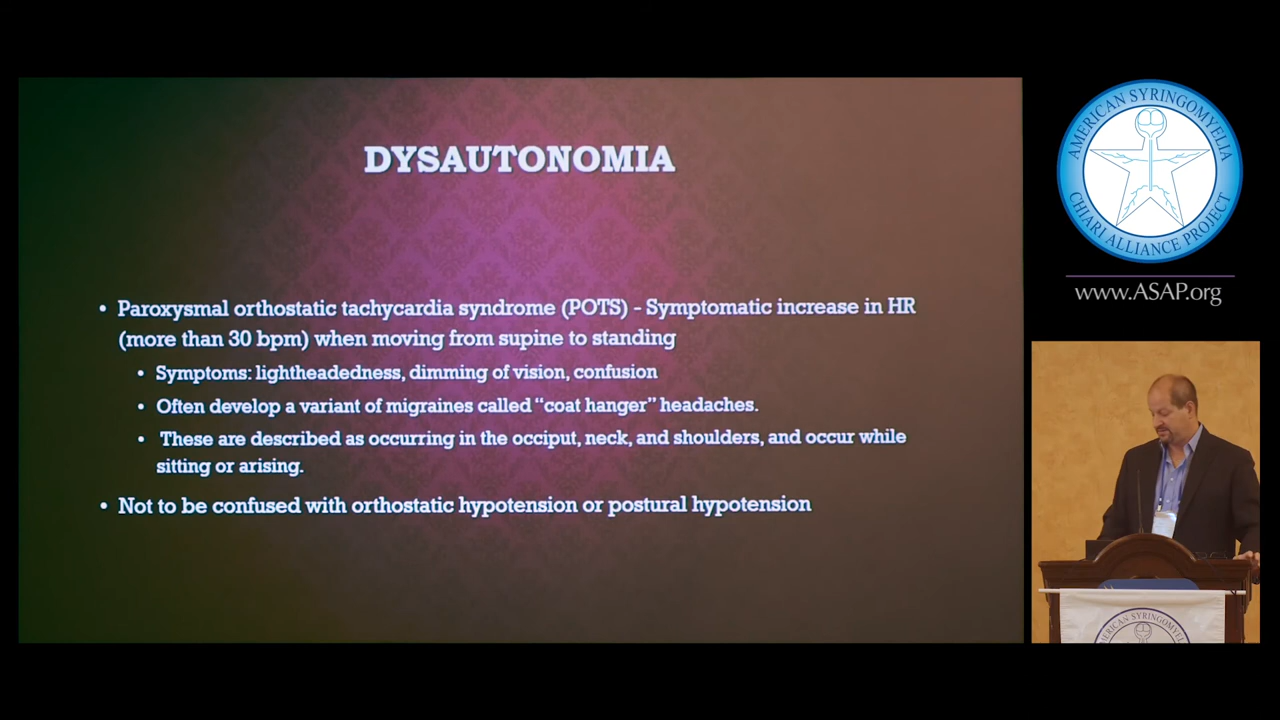 DYSAUTONOMIA
• Paroxysmal orthostatic tachycardia syndrome (POTS) - Symptomatic increase in HR
(more than 30 bpm) when moving from supine to standing
• Symptoms: lightheadedness, dimming of vision, confusion
• Often develop a variant of migraines called “coat hanger” headaches.
• These are described as occurring in the occiput, neck, and shoulders, and occur while
sitting or arising.
• Not to be confused with orthostatic hypotension or postural hypotension
AMERICAN SYRINGOMYELIA
CHIARI ALLIANCE PROJECT
www.ASAP.org
AMERICAN SYRINGOMYELIA